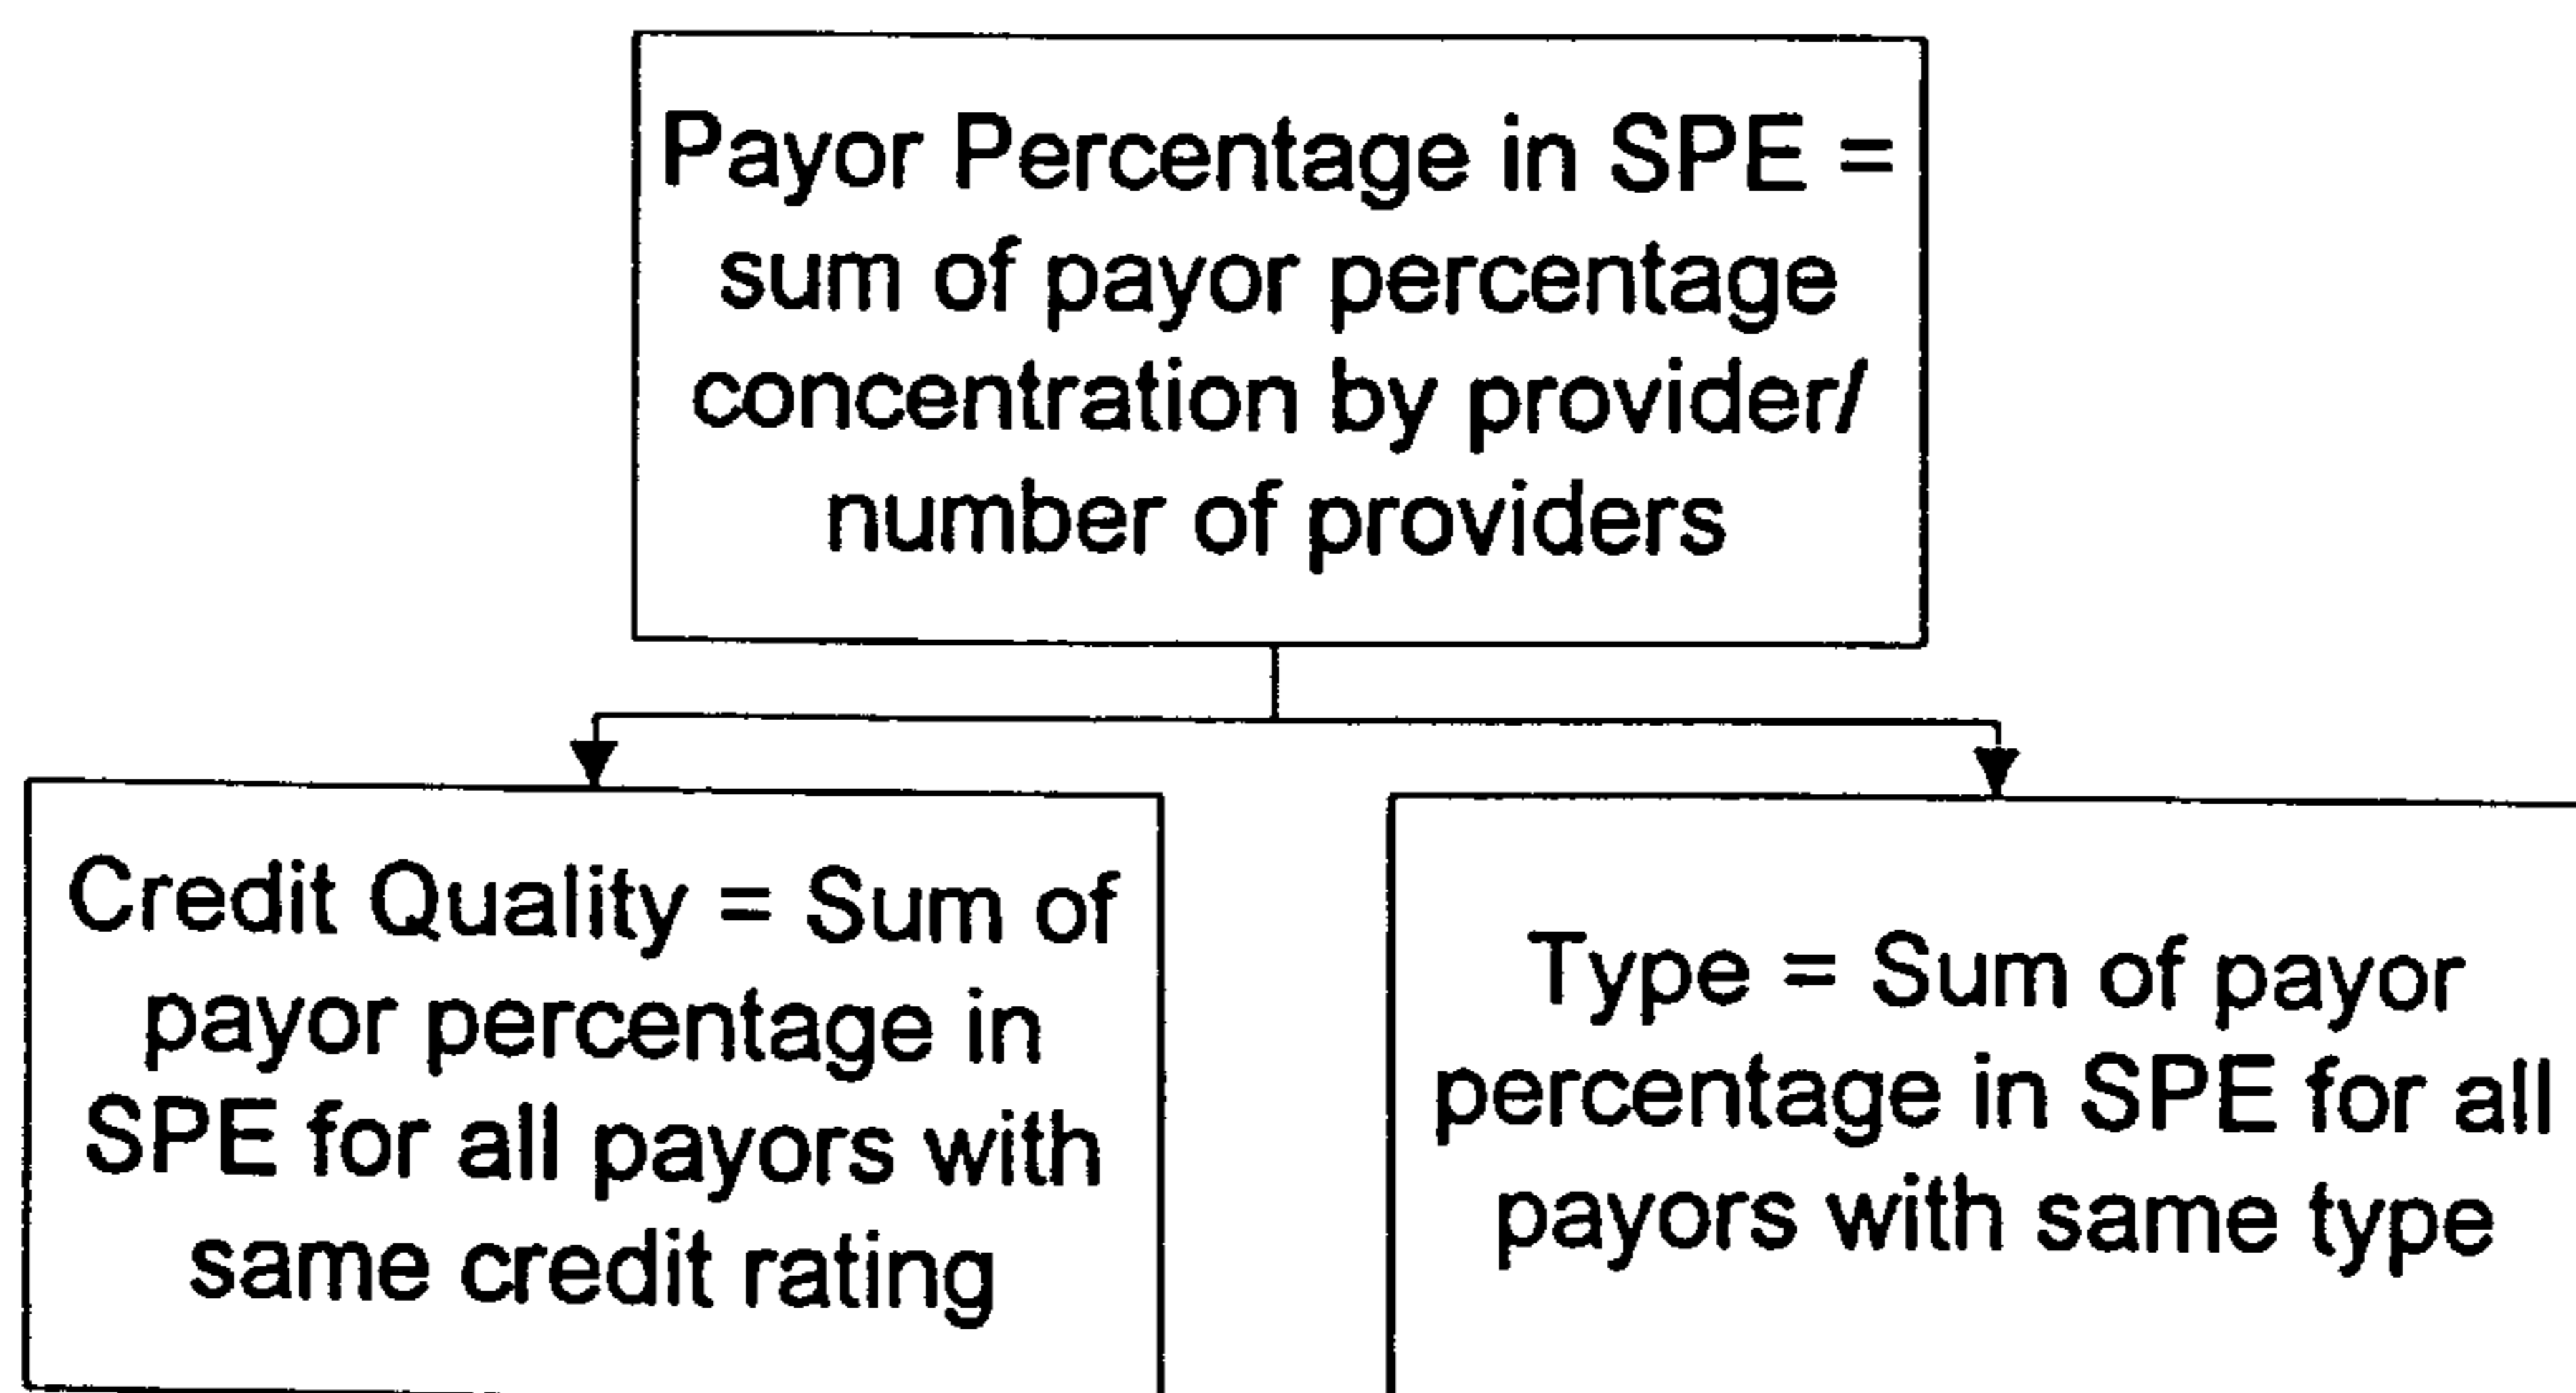 Payor Percentage in SPE =
sum of payor percentage
concentration by provider/
number of providers
Credit Quality = Sum of
payor percentage in
SPE for all payors with
same credit rating
Type = Sum of payor
percentage in SPE for all
payors with same type